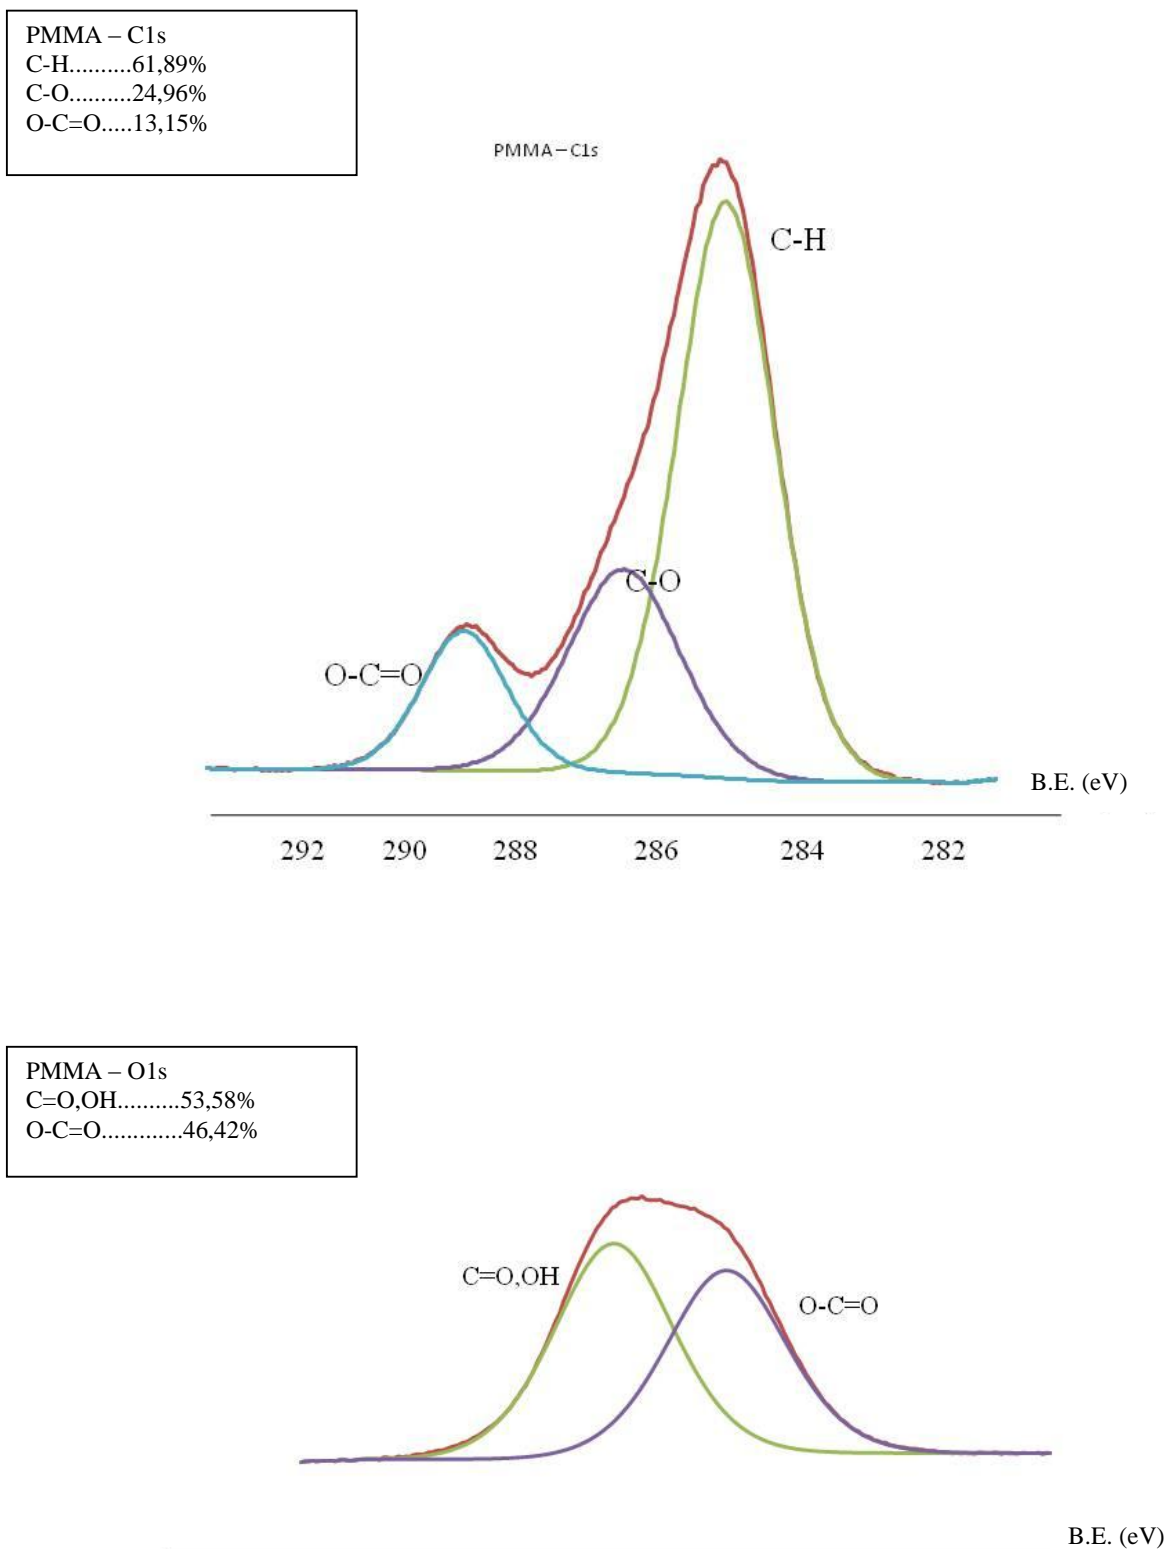 PMMA – C1s
C-H..........61,89%
C-O..........24,96%
O-C=O.....13,15%
PMMA – C1s
C-H
C-O
O-C=O
B.E. (eV)
292 290 288 286 284 282
PMMA – O1s
C=O,OH..........53,58%
O-C=O.............46,42%
C=O,OH
O-C=O
B.E. (eV)